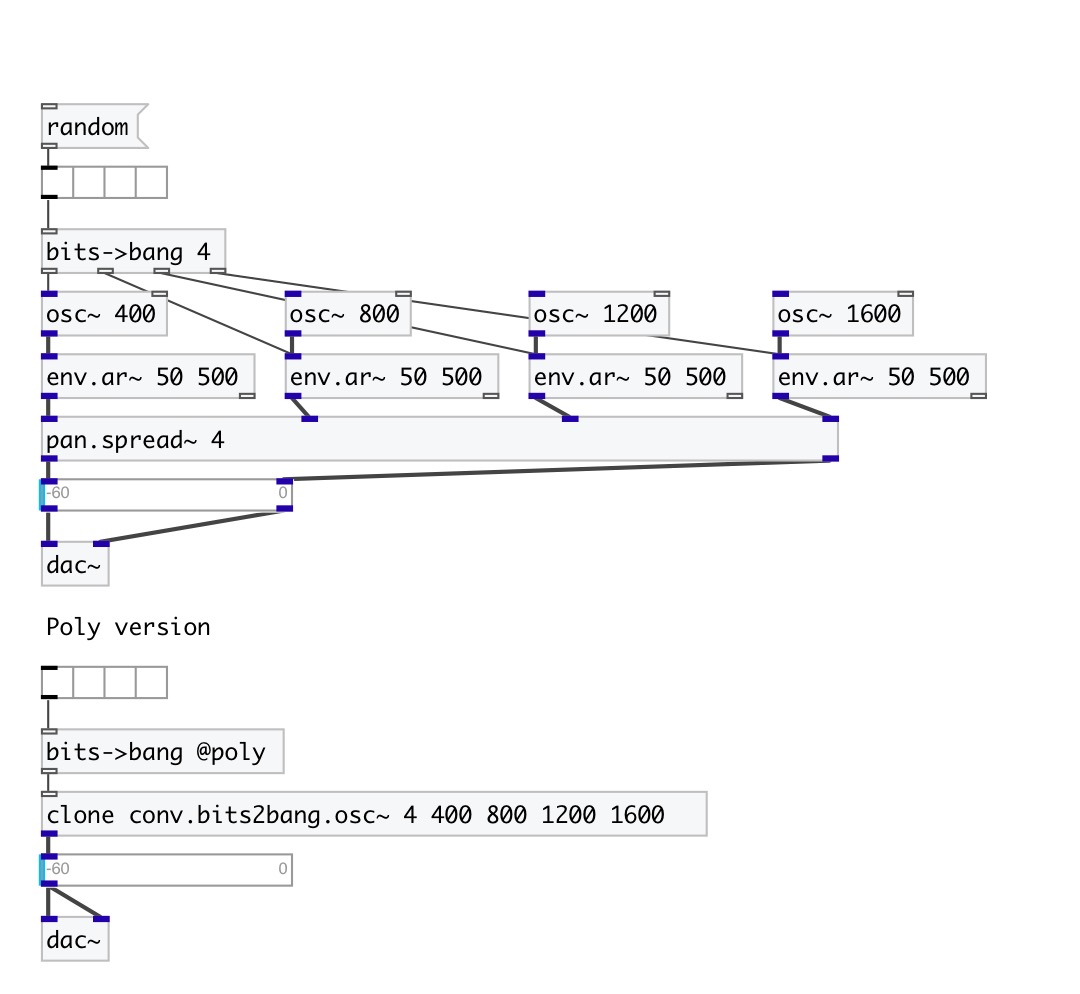 random
bits->bang 4
osc~ 400 osc~ 800 osc~ 1200 osc~ 1600
env.ar~ 50 500 env.ar~ 50 500 env.ar~ 50 500 env.ar~ 50 500
pan.spread~ 4
-60 0
dac~
Poly version
bits->bang @poly
clone conv.bits2bang.osc~ 4 400 800 1200 1600
-60 0
dac~